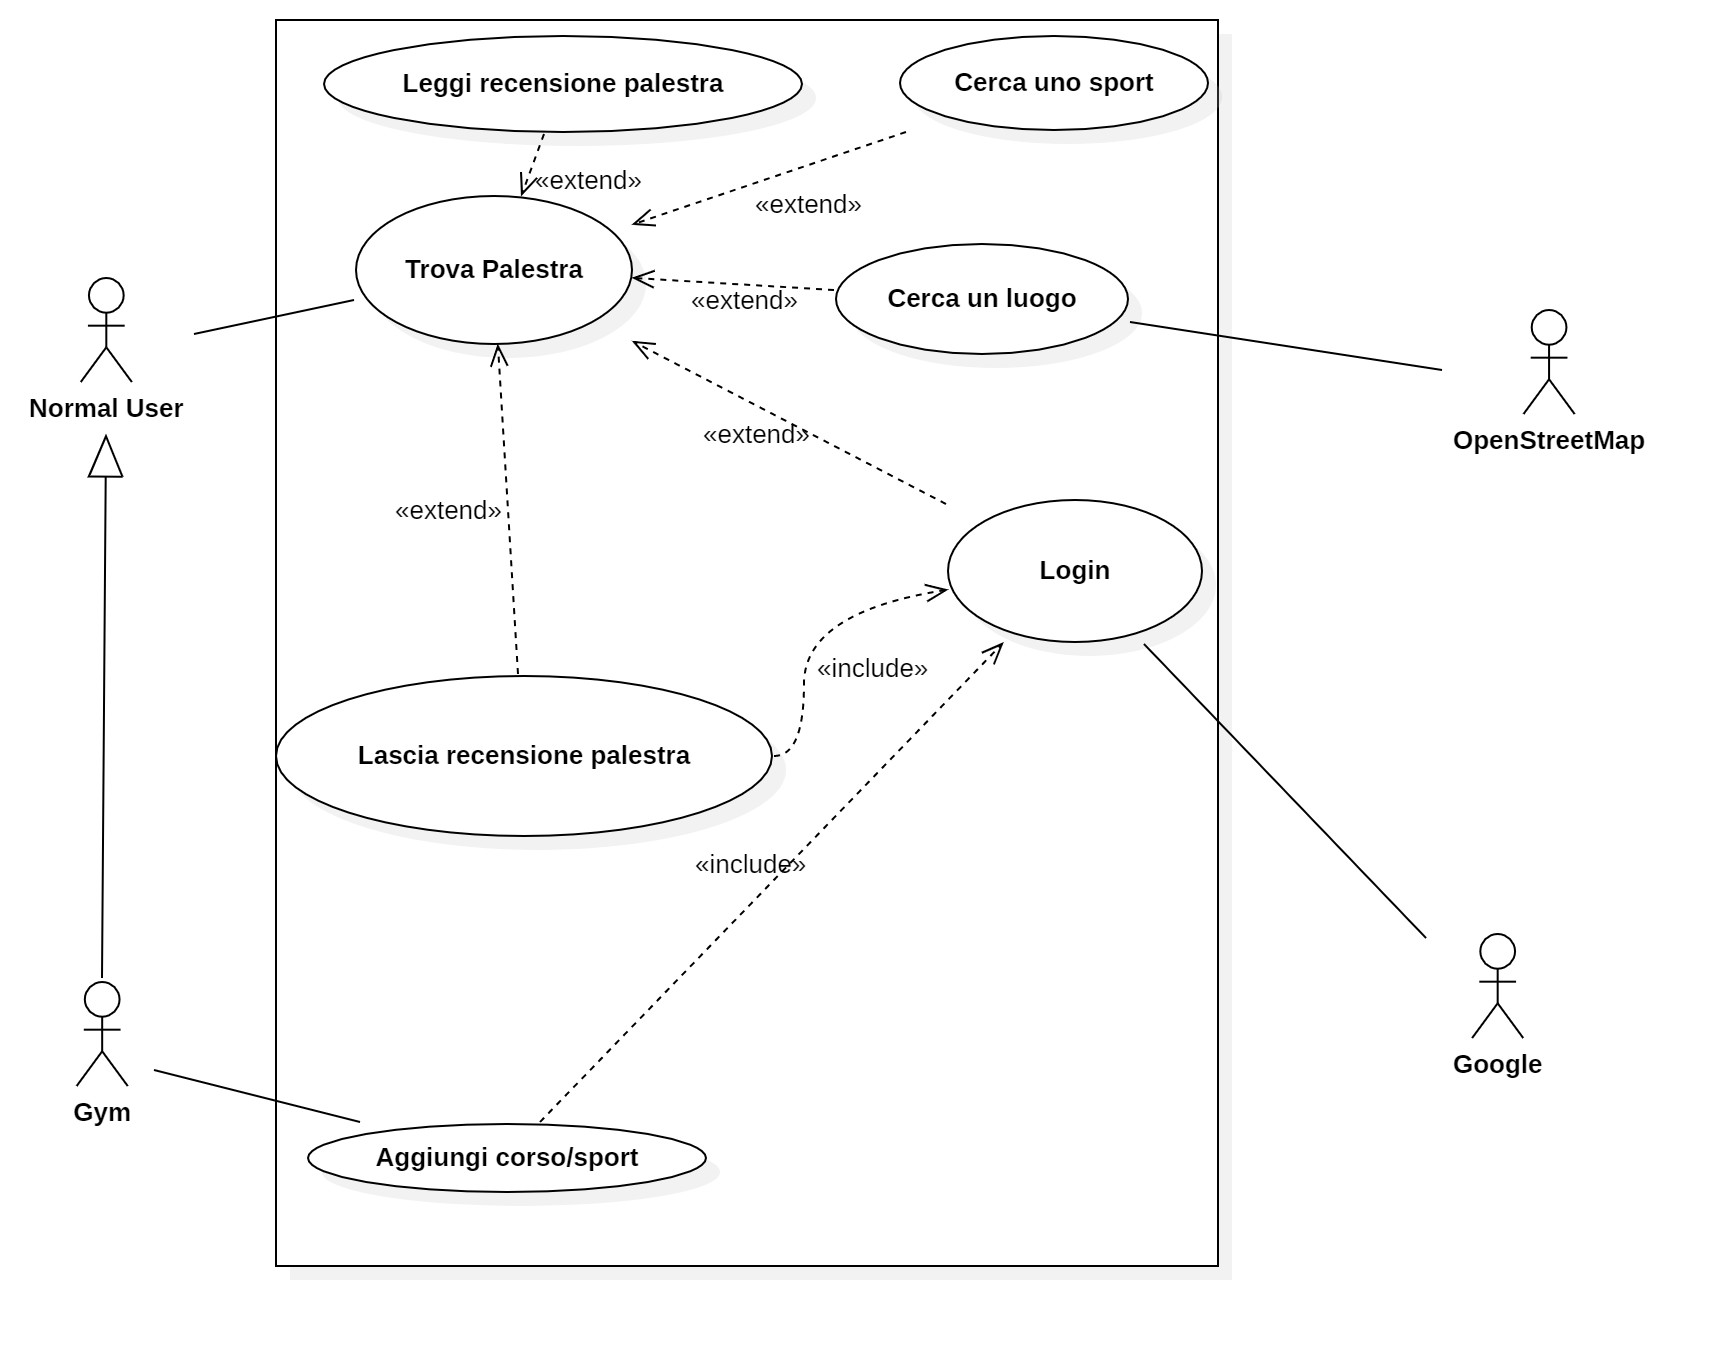 Leggi recensione palestra
Cerca uno sport
«extend»
«extend»
Trova Palestra
Cerca un luogo
«extend»
Normal User
OpenStreetMap
«extend»
«extend»
Login
«include»
Lascia recensione palestra
«include»
Google
Gym
Aggiungi corso/sport